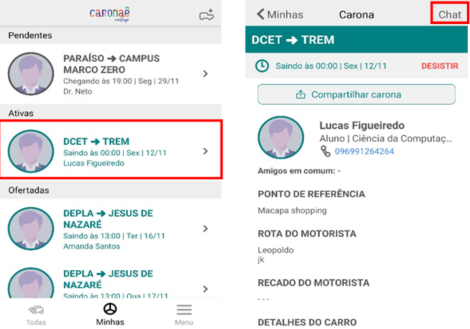 caronaê
Pendentes
PARAÍSO ➔ CAMPUS
MARCO ZERO
Chegando às 19:00 | Seg | 29/11
Dr. Neto
Ativas
DCET ➔ TREM
Saindo às 00:00 | Sex | 12/11
Lucas Figueiredo
Ofertadas
DEPLA ➔ JESUS DE
NAZARÉ
Saindo às 13:00 | Ter | 16/11
Amanda Santos
DEPLA ➔ JESUS DE
NAZARÉ
Saindo às 13:00 | Qua | 17/11
Todas
Minhas
Menu
Minhas
Carona
Chat
DCET ➔ TREM
Saindo às 00:00 | Sex | 12/11
DESISTIR
Compartilhar carona
Lucas Figueiredo
Aluno | Ciência da Computaç...
096991264264
Amigos em comum: -
PONTO DE REFERÊNCIA
Macapa shopping
ROTA DO MOTORISTA
Leopoldo
jk
RECADO DO MOTORISTA
---
DETALHES DO CARRO